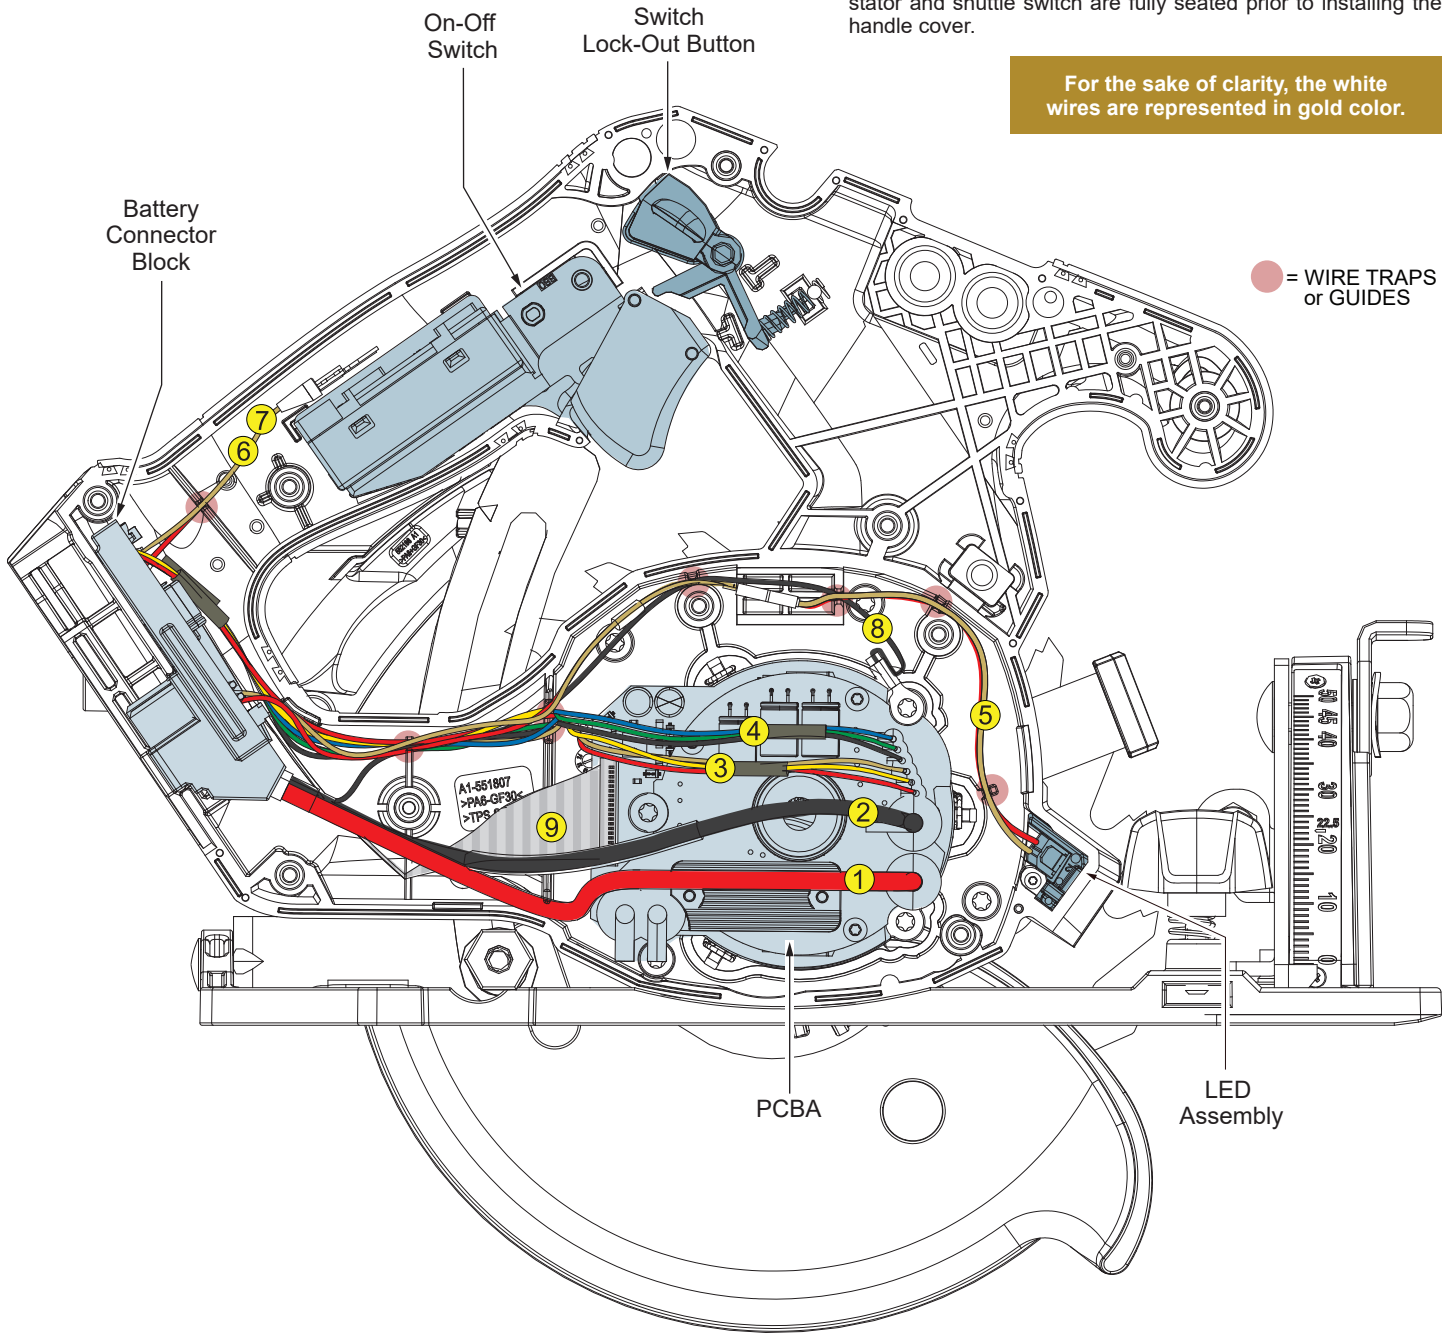 stator and shuttle switch are fully seated prior to installing the
handle cover.
On-Off
Switch
Switch
Lock-Out Button
For the sake of clarity, the white
wires are represented in gold color.
Battery
Connector
Block
= WIRE TRAPS
or GUIDES
OFF
7
6
8
5
4
3
2
9
1
A1-551807
>PA6-GF30<
>TPS
50
45
40
30
22.5
20
10
0
PCBA
LED
Assembly